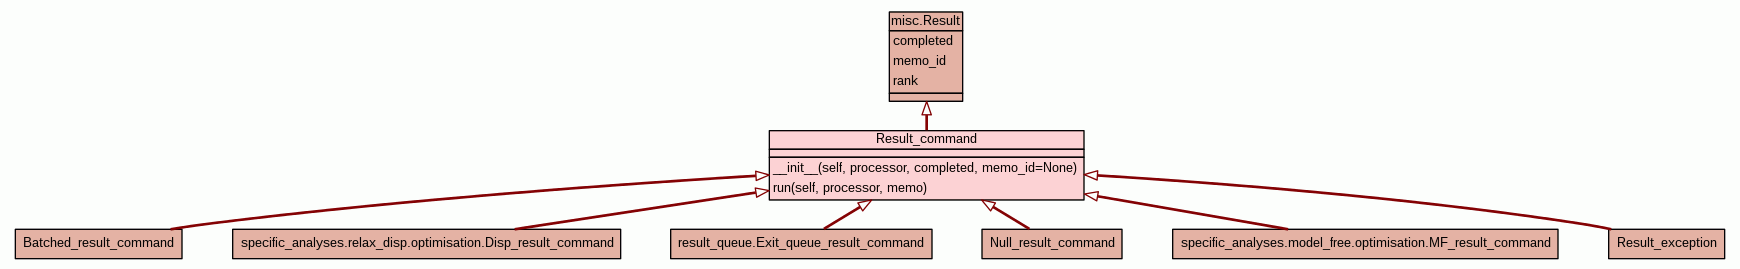 misc.Result
completed
memo_id
rank
Result_command
__init__(self, processor, completed, memo_id=None)
run(self, processor, memo)
Batched_result_command
specific_analyses.relax_disp.optimisation.Disp_result_command
result_queue.Exit_queue_result_command
Null_result_command
specific_analyses.model_free.optimisation.MF_result_command
Result_exception